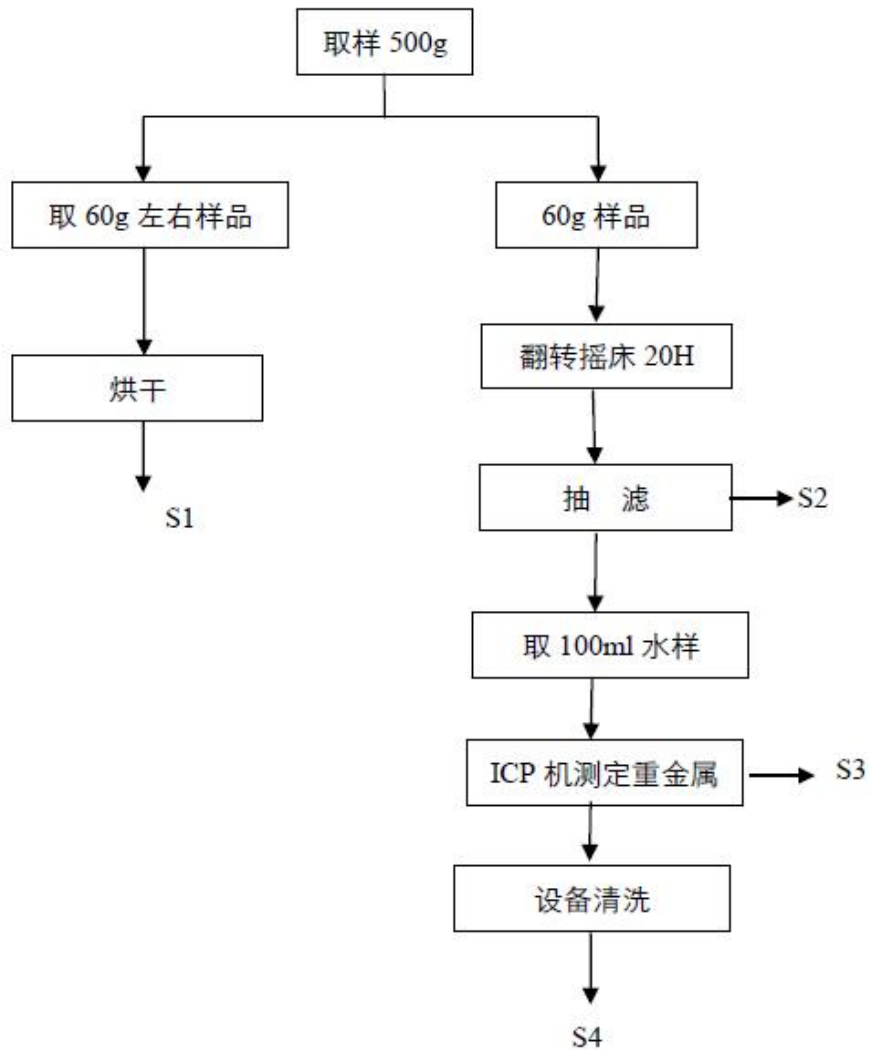 取样 500g
取 60g 左右样品
60g 样品
翻转摇床 20H
烘干
抽 滤
S2
S1
取 100ml 水样
ICP 机测定重金属
S3
设备清洗
S4